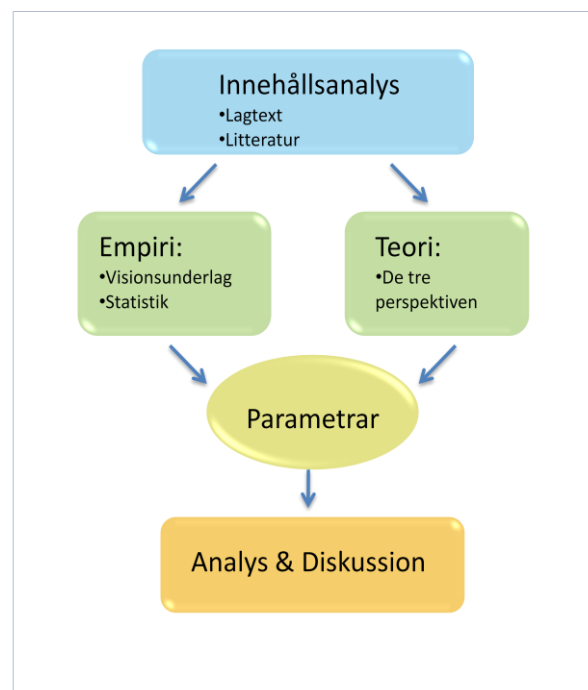 Innehållsanalys
•Lagtext
•Litteratur
Empiri:
•Visionsunderlag
•Statistik
Teori:
•De tre
perspektiven
Parametrar
Analys & Diskussion